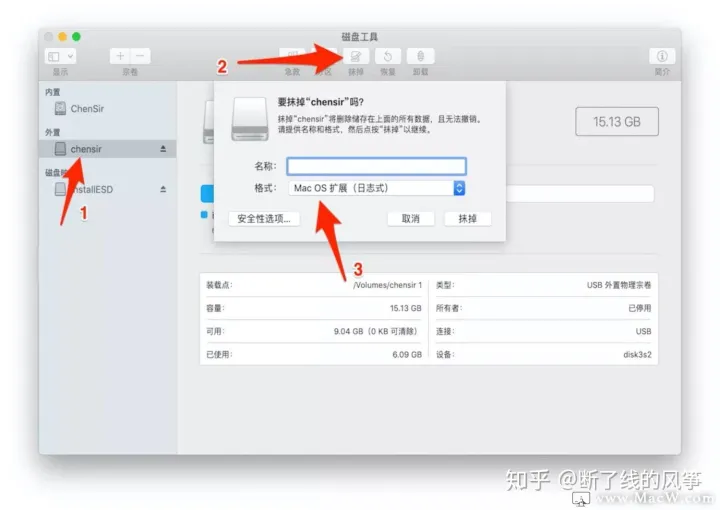 磁盘工具
显示
宗卷
急救
抹掉
恢复
卸载
简介
2
内置
ChenSir
外置
chensir
InstallESD
1
要抹掉“chensir”吗?
抹掉“chensir”将删除储存在上面的所有数据,且无法撤销。
请提供名称和格式,然后点按“抹掉”以继续。
名称:
格式: Mac OS 扩展(日志式)
安全性选项... 取消 抹掉
15.13 GB
3
装载点: /Volumes/chensir 1
类型: USB 外置物理宗卷
容量: 15.13 GB
所有者: 已停用
可用: 9.04 GB(0 KB 可清除)
连接: USB
已使用: 6.09 GB
设备: disk3s2
知乎 @断了线的风筝
www.MacW.com